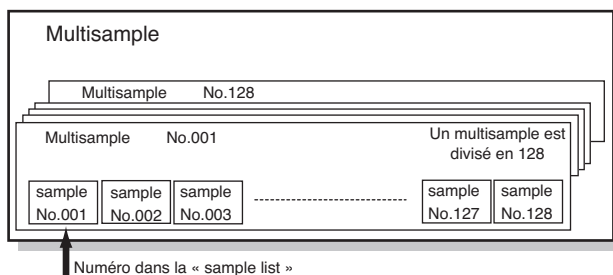 Multisample
Multisample No.128
Multisample No.001
Un multisample est
divisé en 128
sample
No.001
sample
No.002
sample
No.003
sample
No.127
sample
No.128
Numéro dans la « sample list »